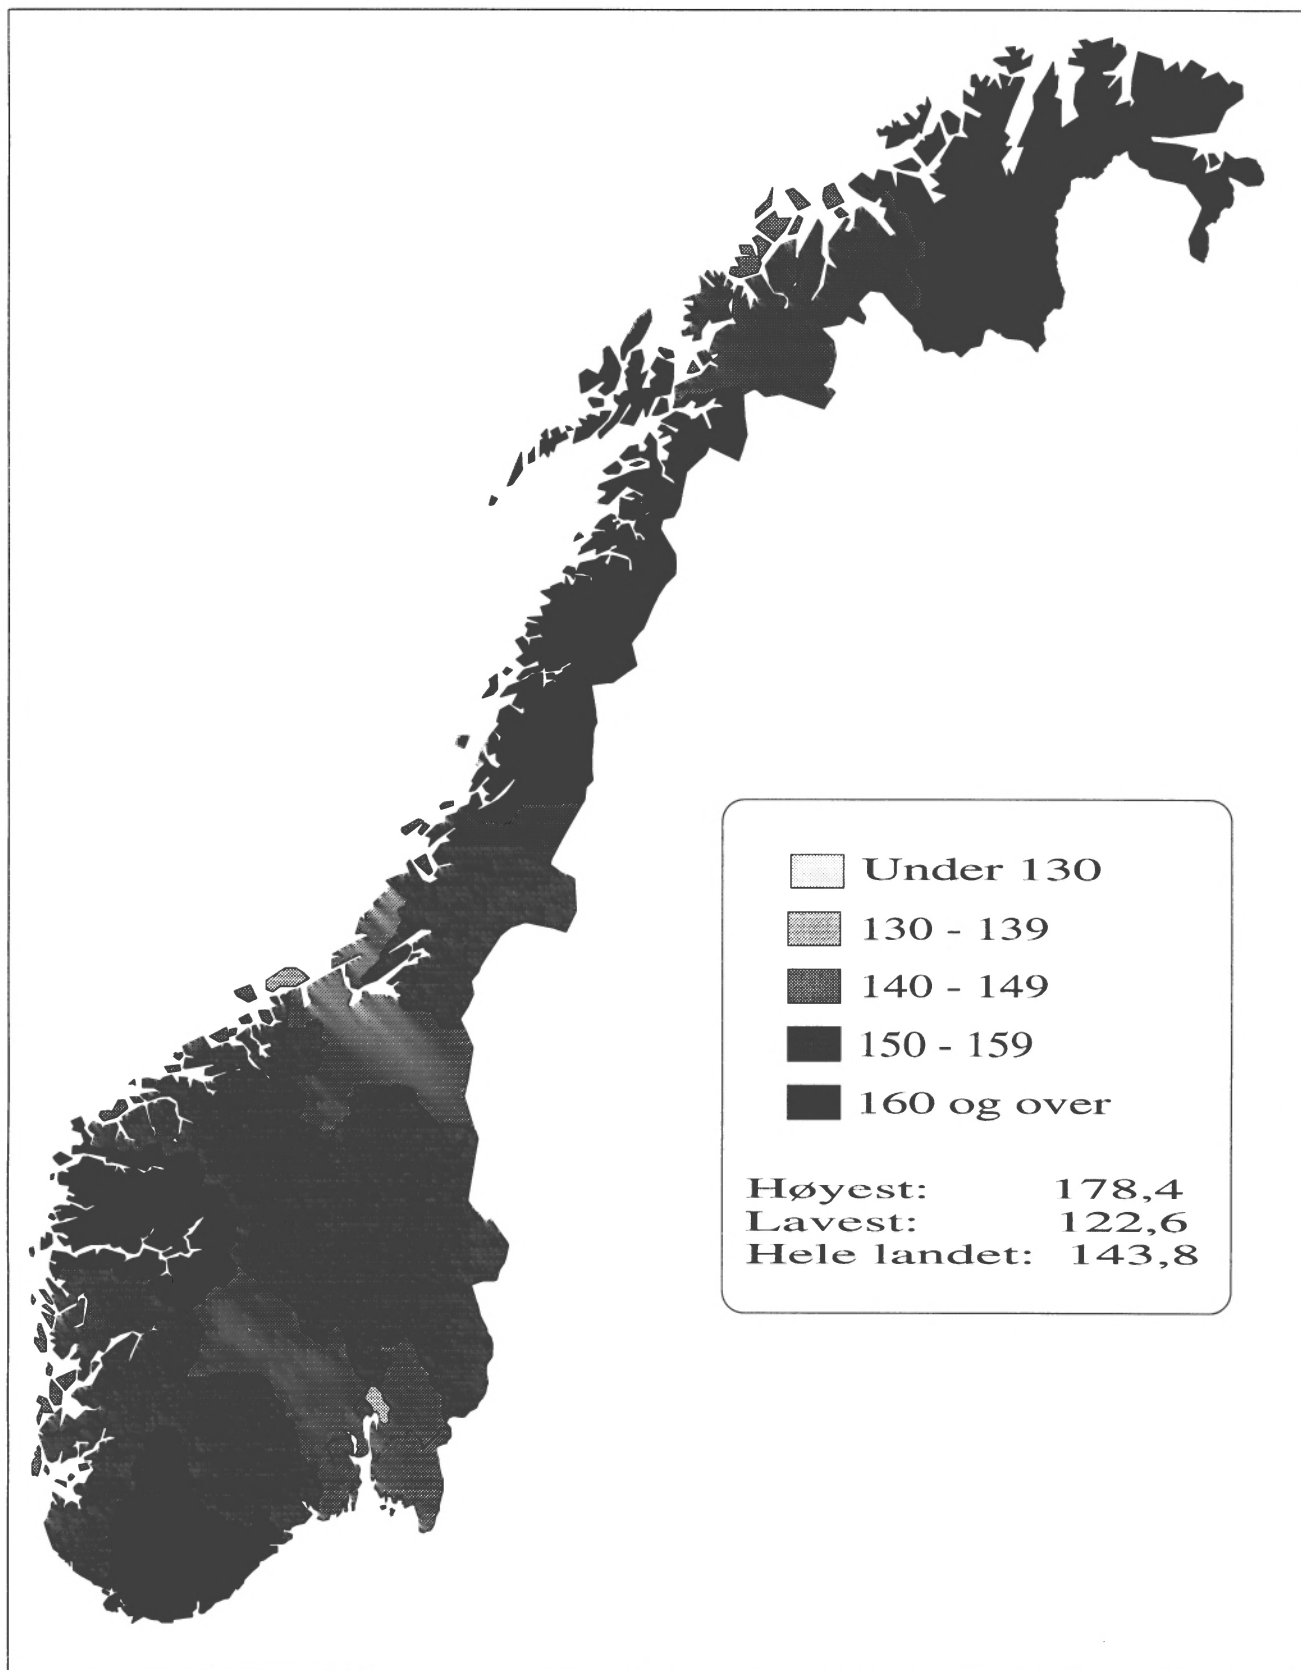 Under 130
130 - 139
140 - 149
150 - 159
160 og over
Høyest: 178,4
Lavest: 122,6
Hele landet: 143,8